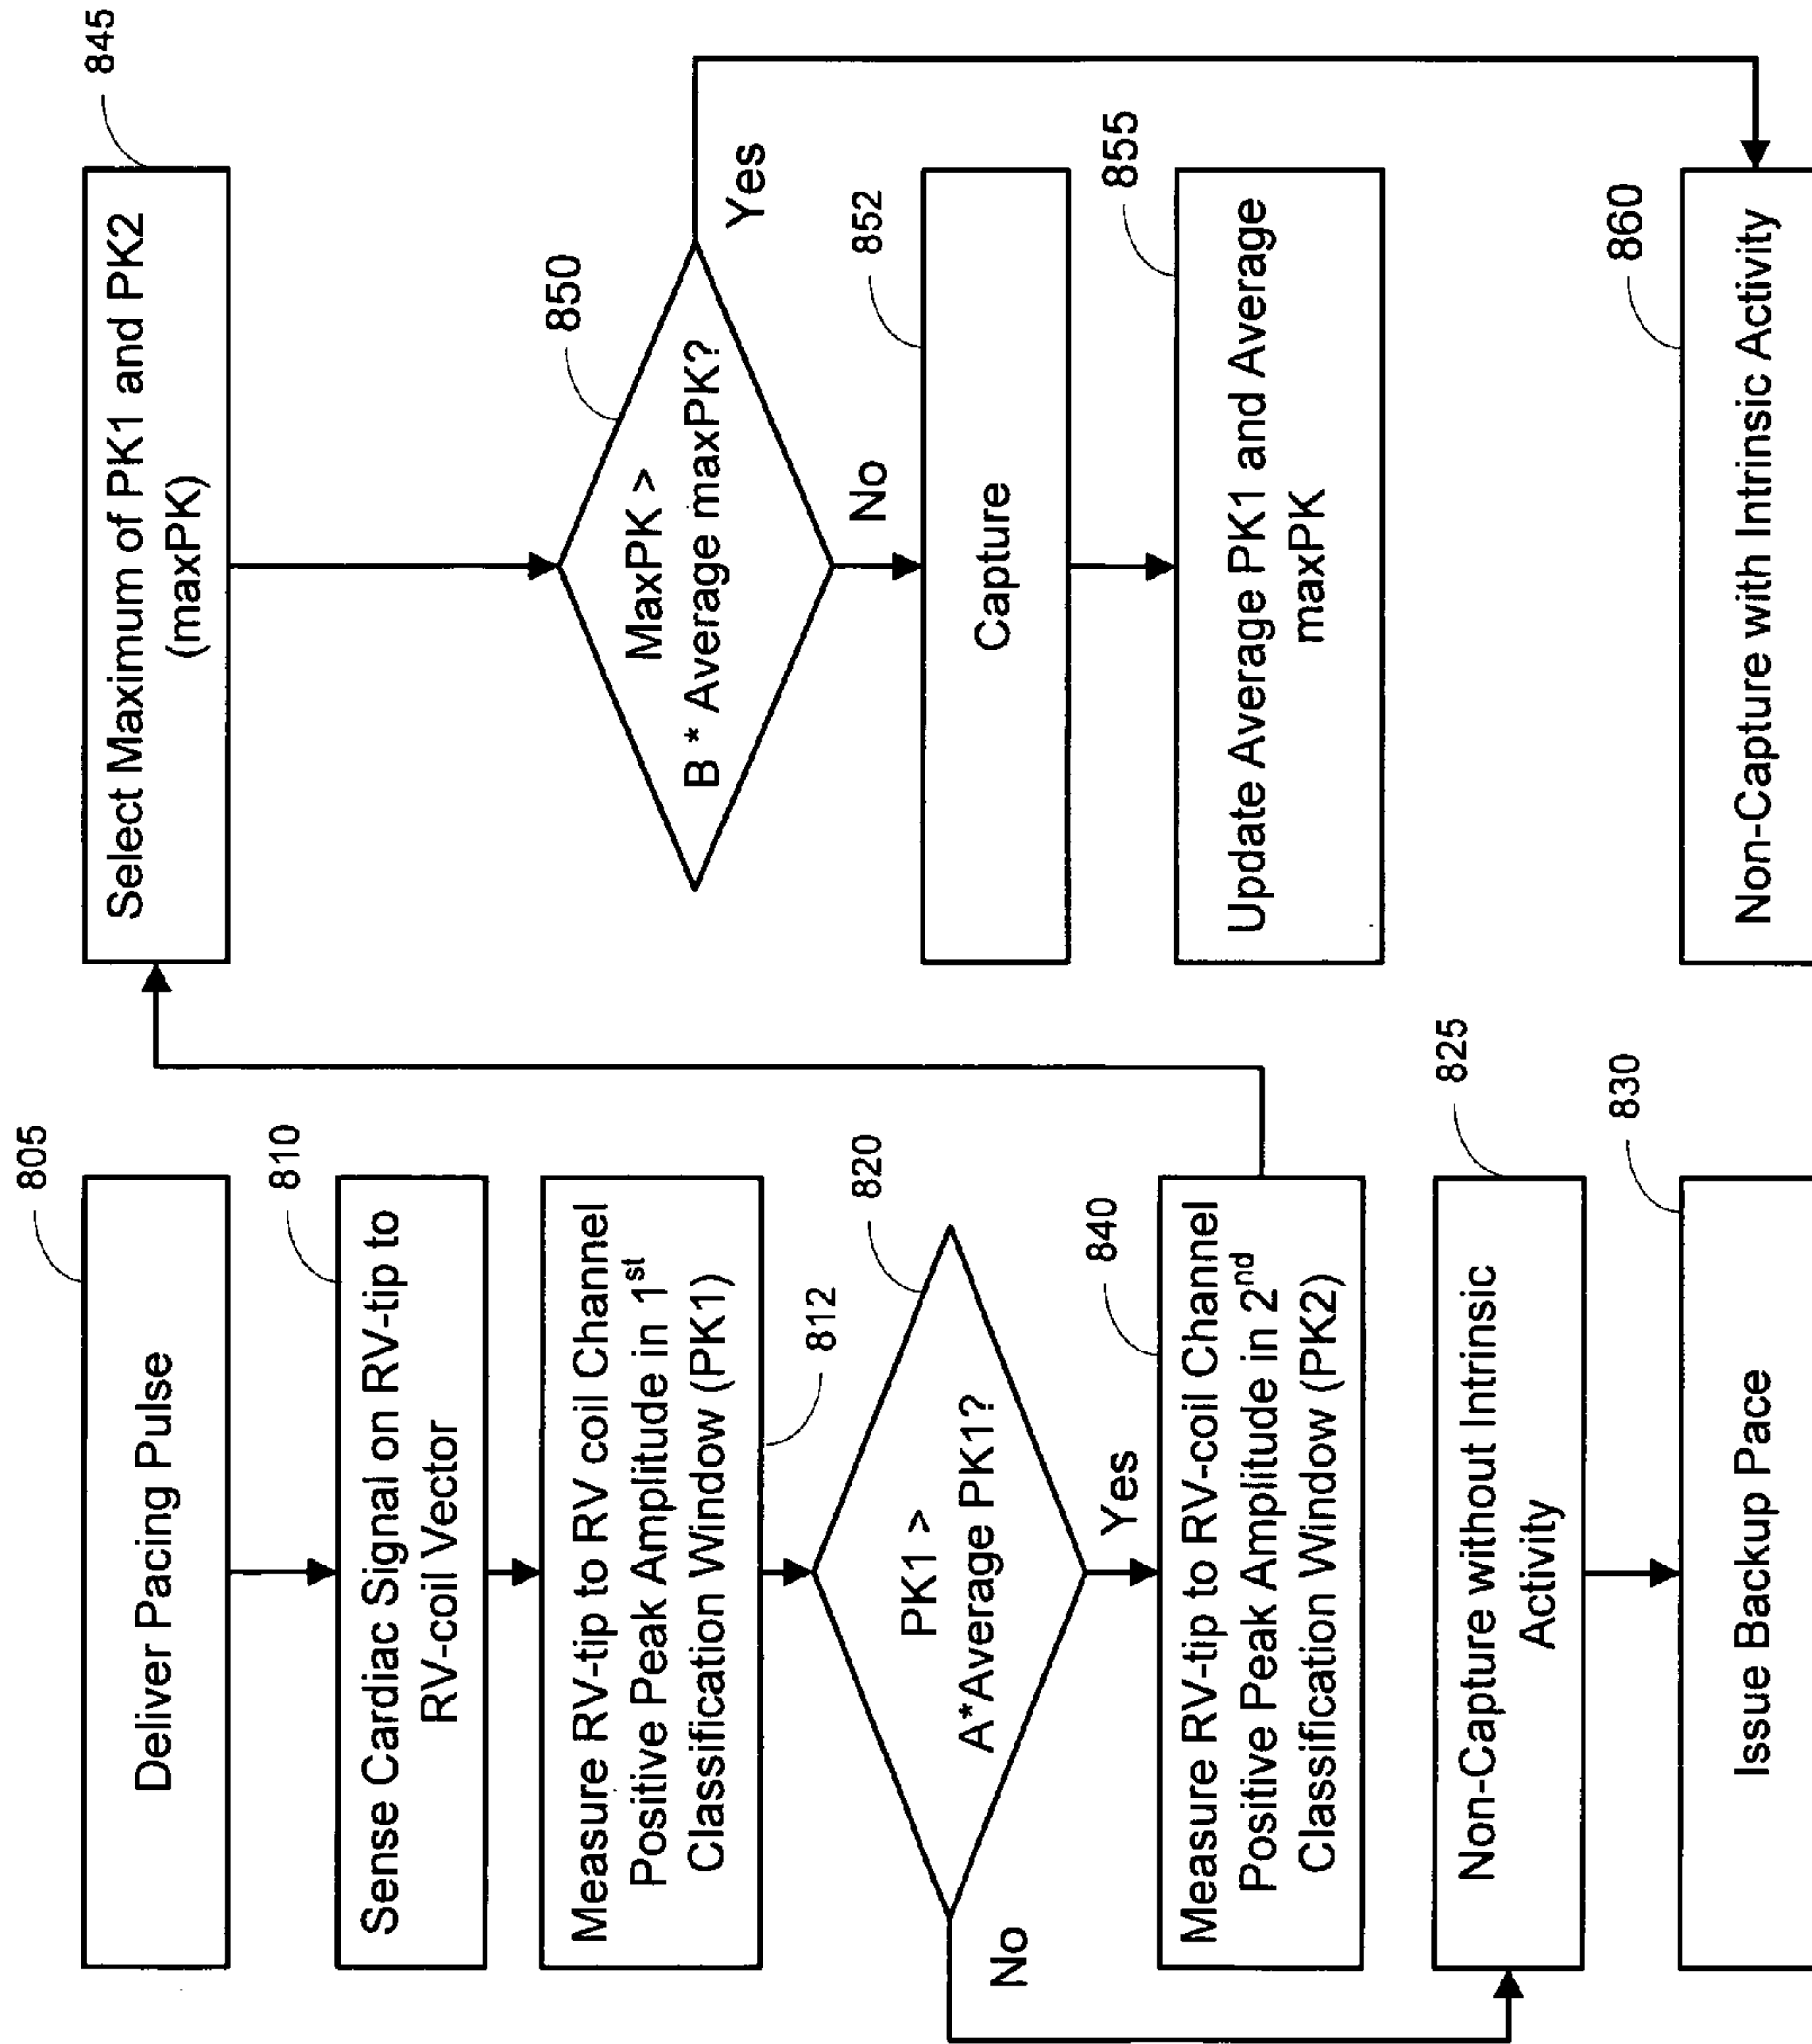 805
Deliver Pacing Pulse
810
Sense Cardiac Signal on RV-tip to
RV-coil Vector
Measure RV-tip to RV coil Channel
Positive Peak Amplitude in 1st
Classification Window (PK1)
812
820
PK1 >
A*Average PK1?
No
Yes
840
Measure RV-tip to RV-coil Channel
Positive Peak Amplitude in 2nd
Classification Window (PK2)
825
Non-Capture without Intrinsic
Activity
830
Issue Backup Pace
845
Select Maximum of PK1 and PK2
(maxPK)
850
MaxPK >
B * Average maxPK?
Yes
No
852
Capture
855
Update Average PK1 and Average
maxPK
860
Non-Capture with Intrinsic Activity